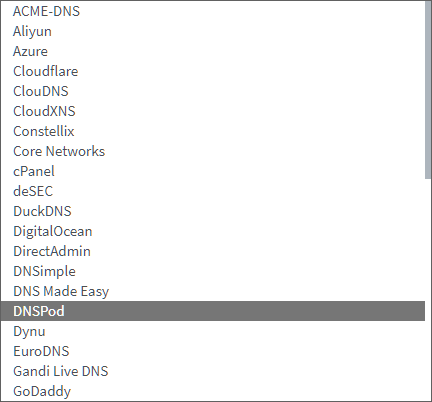 ACME-DNS
Aliyun
Azure
Cloudflare
ClouDNS
CloudXNS
Constellix
Core Networks
cPanel
deSEC
DuckDNS
DigitalOcean
DirectAdmin
DNSimple
DNS Made Easy
DNSPod
Dynu
EuroDNS
Gandi Live DNS
GoDaddy